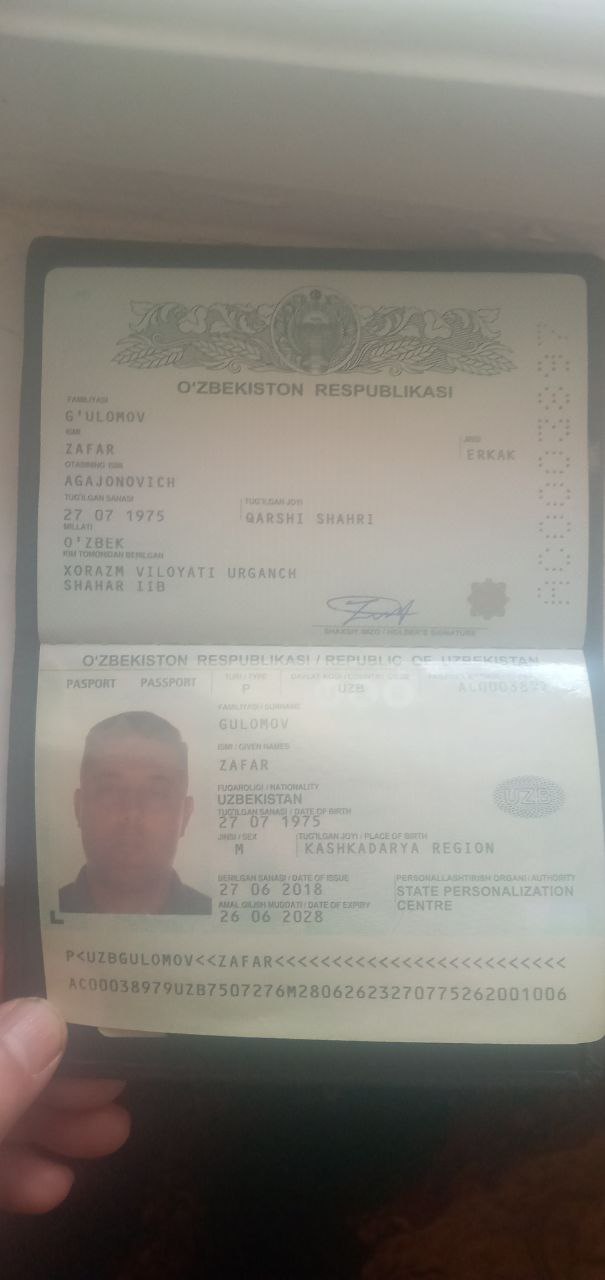 O'ZBEKISTON RESPUBLIKASI
FAMILIYASI
G'ULOMOV
ISMI
ZAFAR
JINSI
ERKAK
OTASINING ISMI
AGAJONOVICH
TUG'ILGAN SANASI
27 07 1975
TUG'ILGAN JOYI
QARSHI SHAHRI
MILLATI
O'ZBEK
KIM TOMONIDAN BERILGAN
XORAZM VILOYATI URGANCH
SHAHAR IIB
SHAXSIY IMZO / HOLDER'S SIGNATURE
O'ZBEKISTON RESPUBLIKASI / REPUBLIC OF UZBEKISTAN
PASPORT PASSPORT
TURI / TYPE
P
DAVLAT KODI / COUNTRY CODE
UZB
FAMILIYASI / SURNAME
GULOMOV
ISMI / GIVEN NAMES
ZAFAR
FUQAROLIGI / NATIONALITY
UZBEKISTAN
UZB
TUG'ILGAN SANASI / DATE OF BIRTH
27 07 1975
JINSI / SEX
M
TUG'ILGAN JOYI / PLACE OF BIRTH
KASHKADARYA REGION
BERILGAN SANASI / DATE OF ISSUE
27 06 2018
PERSONALLASHTIRISH ORGANI / AUTHORITY
STATE PERSONALIZATION
CENTRE
AMAL QILISH MUDDATI / DATE OF EXPIRY
26 06 2028
P<UZBGULOMOV<<ZAFAR<<<<<<<<<<<<<<<<<<<<<<<<<
AC00038979UZB7507276M28062623270775262001006